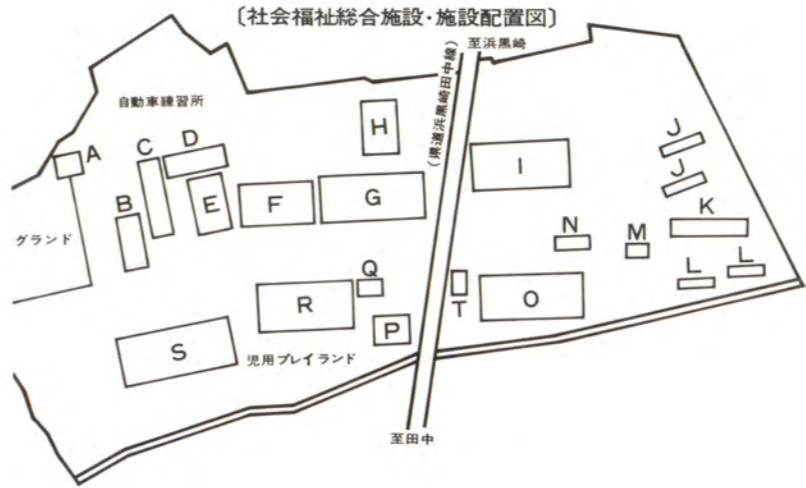 〔社会福祉総合施設・施設配置図〕
至浜黒崎
(県道浜黒崎田中線)
自動車練習所
H
D
C
A
J
I
J
E
F
G
B
K
グランド
N
M
Q
L
L
T
R
O
P
S
児用プレイランド
至田中